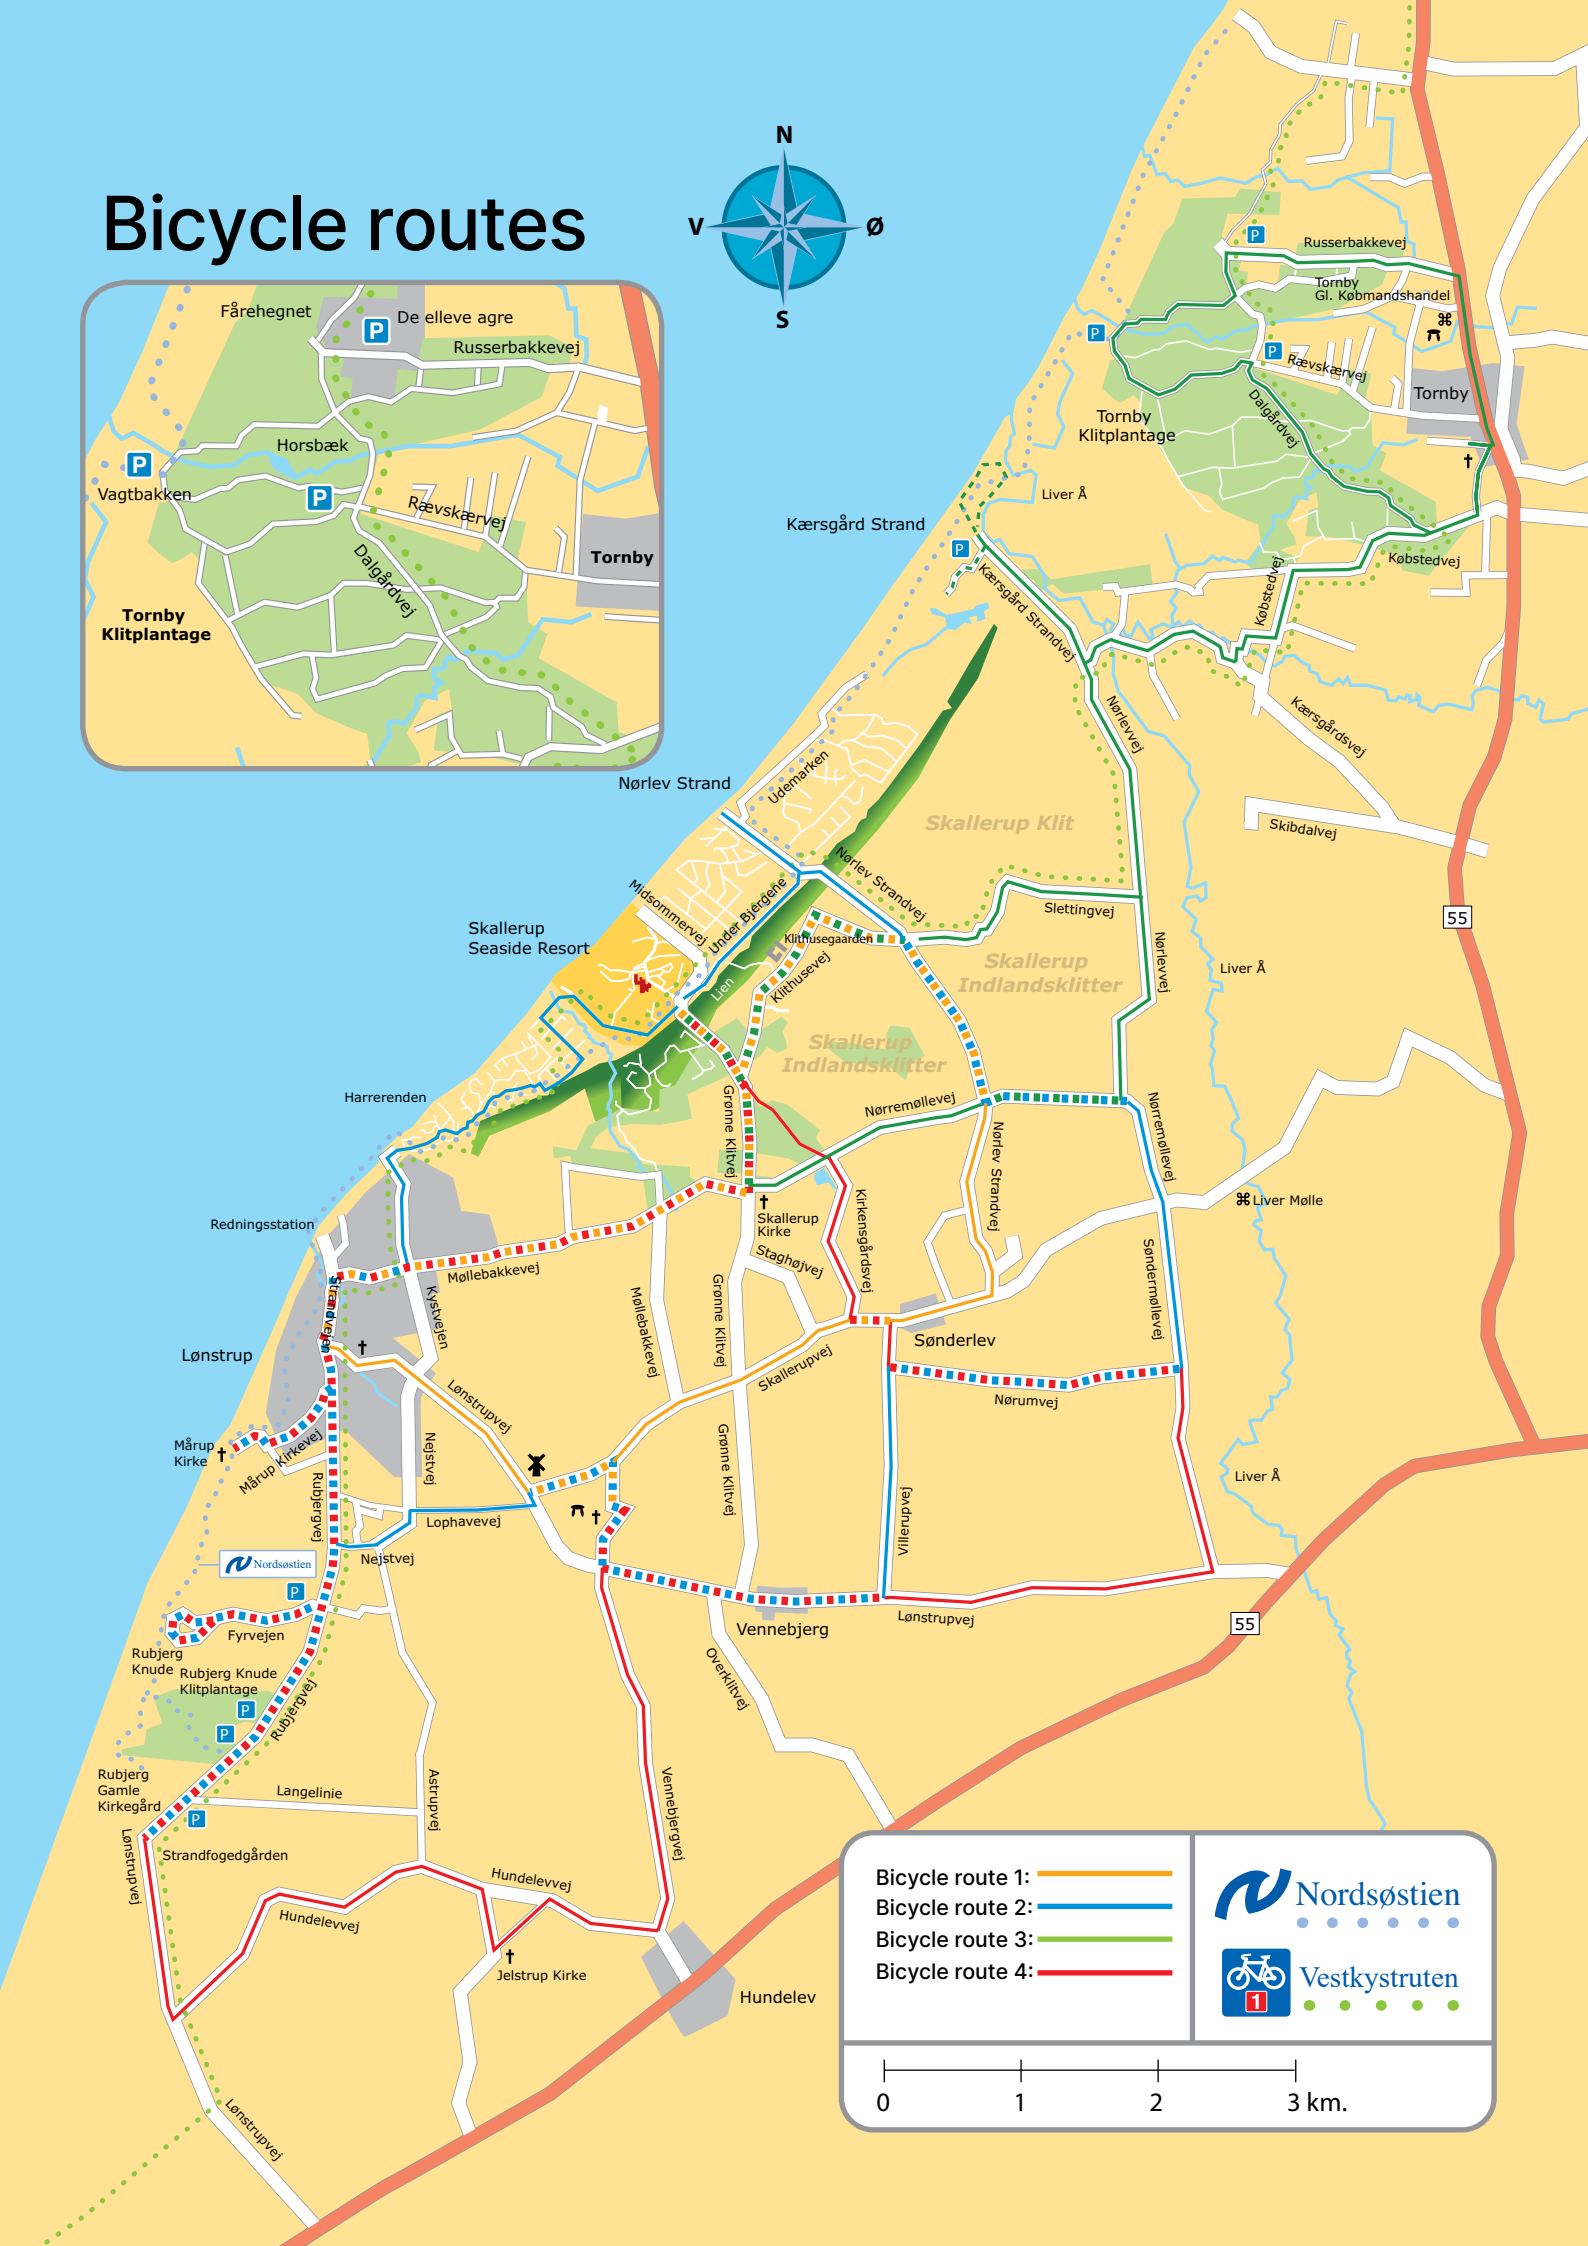 Bicycle routes
N
V
Ø
S
Fårehegnet
De elleve agre
P
Russerbakkevej
Horsbæk
P
Vagtbakken
P
Rævskærvej
Tornby
Dalgårdvej
Tornby
Klitplantage
P
Russerbakkevej
Tornby
Gl. Købmandshandel
P
P
Rævskærvej
Tornby
Dalgårdvej
Tornby
Klitplantage
Liver Å
Kærsgård Strand
P
Kærsgård Strandvej
Købstedvej
Købstedvej
Nørlevvej
Kærsgårdsvej
Skibdalvej
Nørlev Strand
Udemarken
Skallerup Klit
Nørlev Strandvej
Midsommervej
Under Bjergene
Slettingvej
55
Skallerup
Seaside Resort
Klithusegaarden
Klithusevej
Lien
Skallerup
Indlandsklitter
Nørlevvej
Liver Å
Skallerup
Indlandsklitter
Harrerenden
Grønne Klitvej
Nørremøllevej
Nørlev Strandvej
Nørremøllevej
Liver Mølle
Redningsstation
Skallerup
Kirke
Kirkensgårdsvej
Staghøjvej
Møllebakkevej
Strandvejen
Kystvejen
Møllebakkevej
Grønne Klitvej
Søndermøllevej
Sønderlev
Lønstrup
Skallerupvej
Lønstrupvej
Nørumvej
Mårup
Kirke
Mårup Kirkevej
Nejstvej
Grønne Klitvej
Liver Å
Rubjergvej
Lophavevej
Villerupvej
Nejstvej
Nordsøstien
P
Fyrvejen
Rubjerg
Knude
Lønstrupvej
Vennebjerg
55
Rubjerg Knude
Klitplantage
P
P
Rubjergvej
Overklitvej
Rubjerg
Gamle
Kirkegård
Langelinie
P
Astrupvej
Vennebjergvej
Lønstrupvej
Strandfogedgården
Hundelevvej
Hundelevvej
Jelstrup Kirke
Hundelev
Lønstrupvej
Bicycle route 1:
Bicycle route 2:
Bicycle route 3:
Bicycle route 4:
Nordsøstien
Vestkystruten
1
0 1 2 3 km.